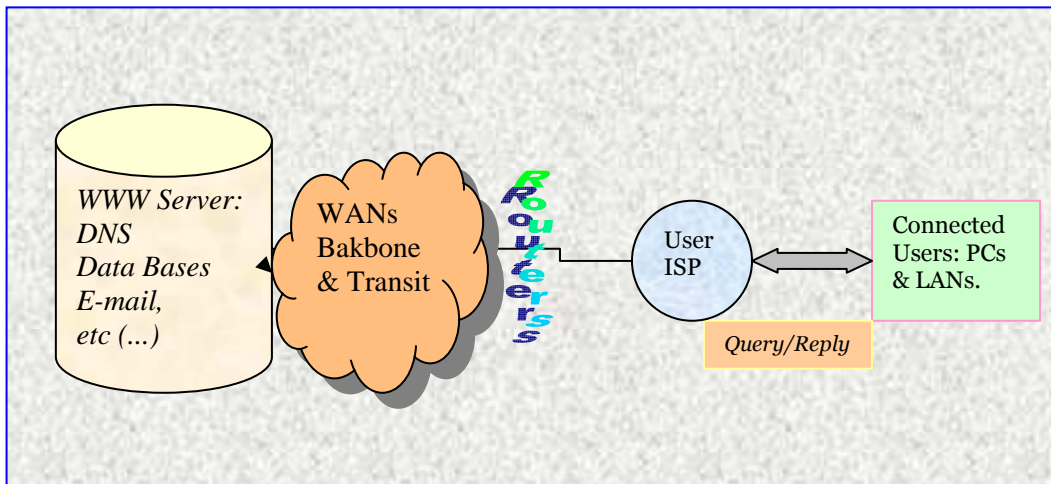 WWW Server:
DNS
Data Bases
E-mail,
etc (...)
WANs
Bakbone
& Transit
Routers
User
ISP
Connected
Users: PCs
& LANs.
Query/Reply